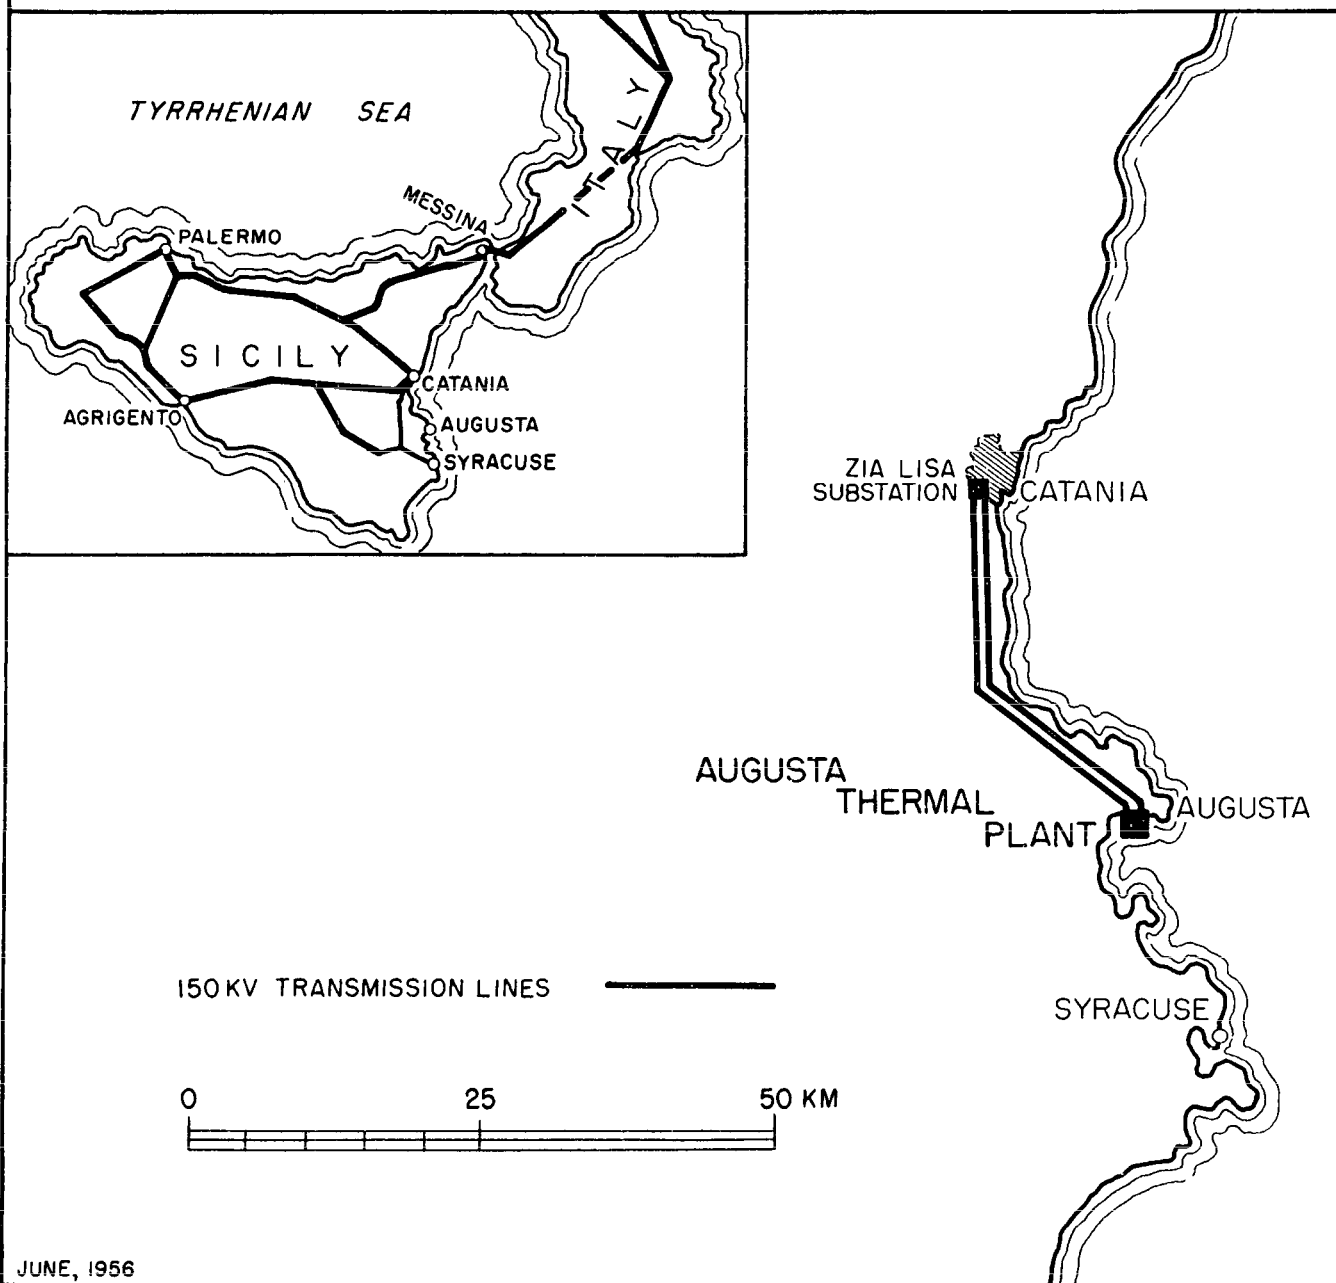 TYRRHENIAN SEA
ITALY
MESSINA
PALERMO
SICILY
CATANIA
AGRIGENTO
AUGUSTA
SYRACUSE
ZIA LISA
SUBSTATION
CATANIA
AUGUSTA
THERMAL
PLANT
AUGUSTA
150 KV TRANSMISSION LINES
SYRACUSE
0 25 50 KM
JUNE, 1956